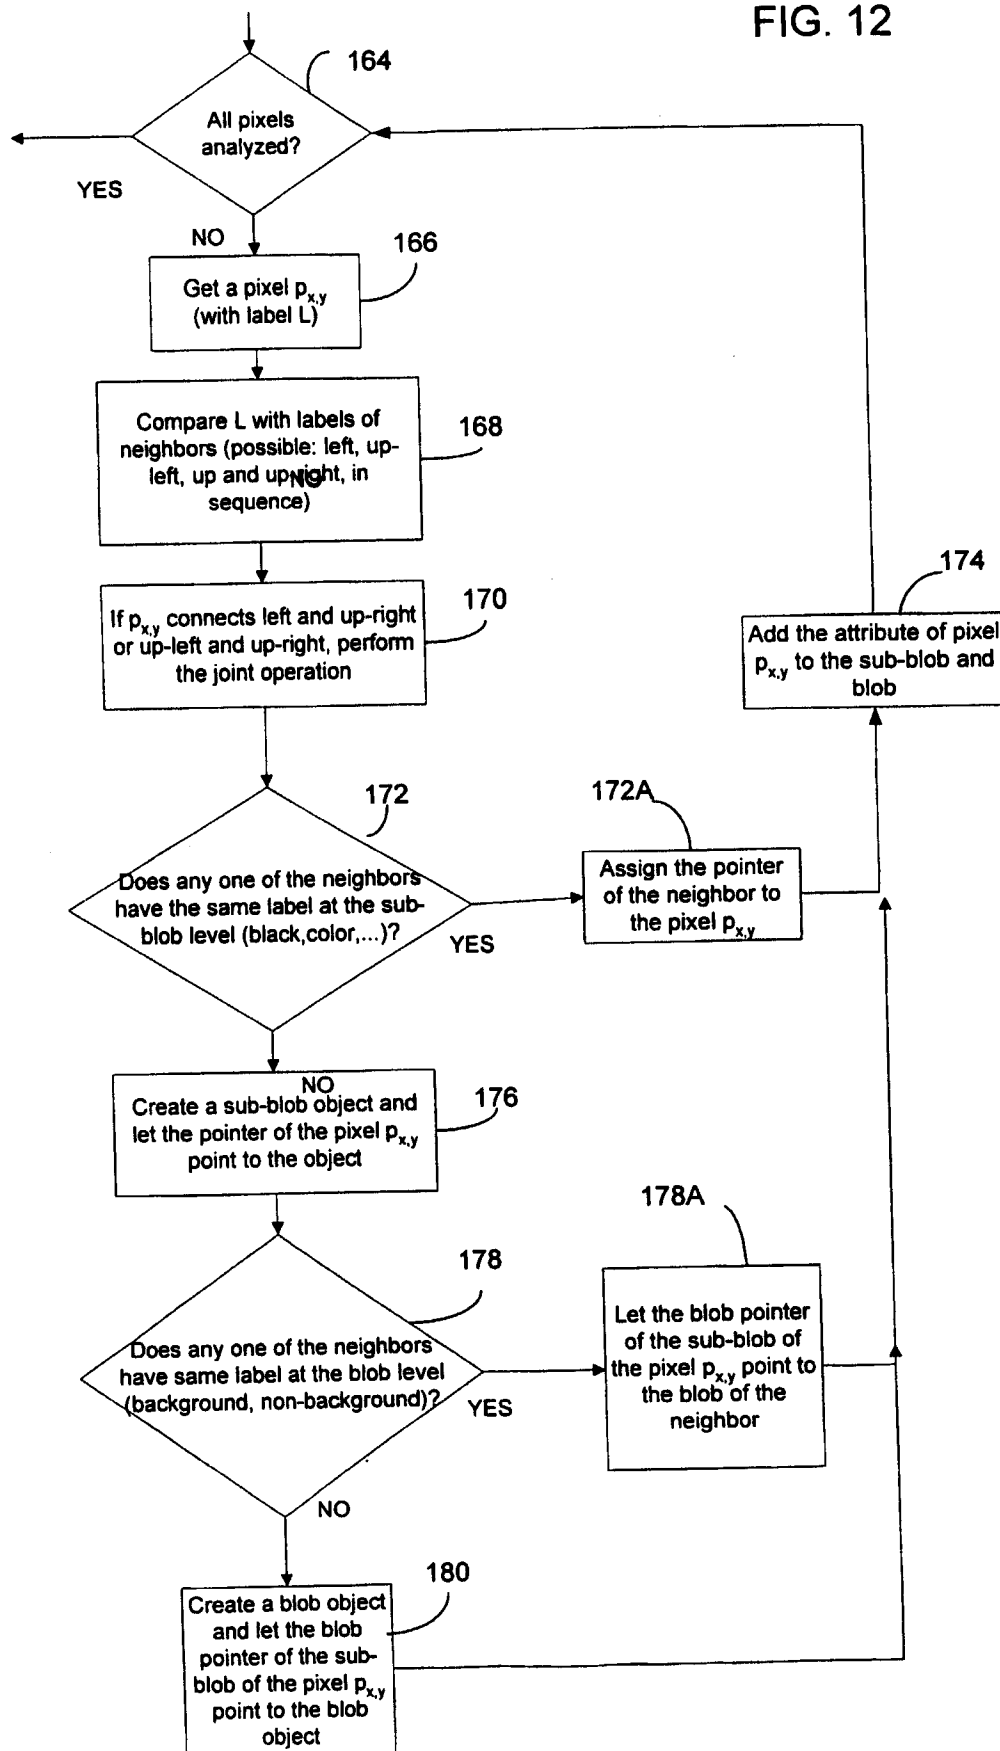 FIG. 12
164
All pixels
analyzed?
YES
NO
166
Get a pixel px,y
(with label L)
168
Compare L with labels of
neighbors (possible: left, up-
left, up and up-right, in
NO
sequence)
170
If px,y connects left and up-right
or up-left and up-right, perform
the joint operation
174
Add the attribute of pixel
px,y to the sub-blob and
blob
172
Does any one of the neighbors
have the same label at the sub-
blob level (black,color,...)?
YES
172A
Assign the pointer
of the neighbor to
the pixel px,y
NO
176
Create a sub-blob object and
let the pointer of the pixel px,y
point to the object
178
Does any one of the neighbors
have same label at the blob level
(background, non-background)?
YES
178A
Let the blob pointer
of the sub-blob of
the pixel px,y point to
the blob of the
neighbor
NO
180
Create a blob object
and let the blob
pointer of the sub-
blob of the pixel px,y
point to the blob
object